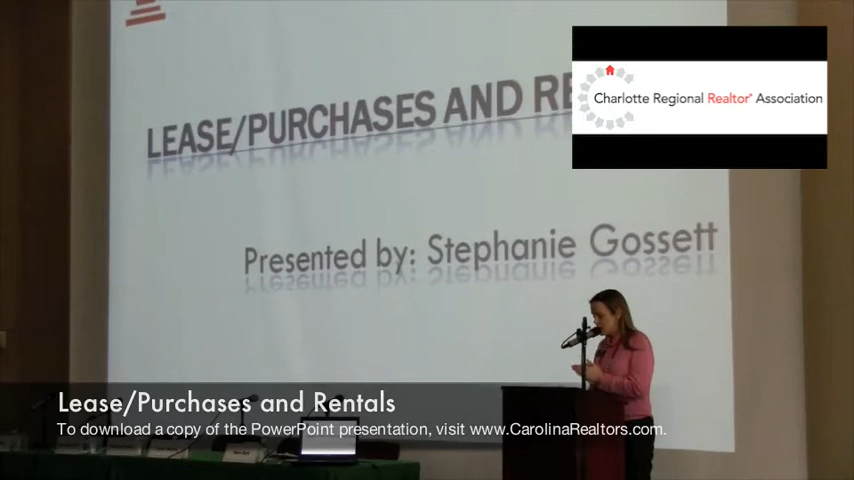 LEASE/PURCHASES AND RE
Charlotte Regional Realtor® Association
Presented by: Stephanie Gossett
Lease/Purchases and Rentals
To download a copy of the PowerPoint presentation, visit www.CarolinaRealtors.com.